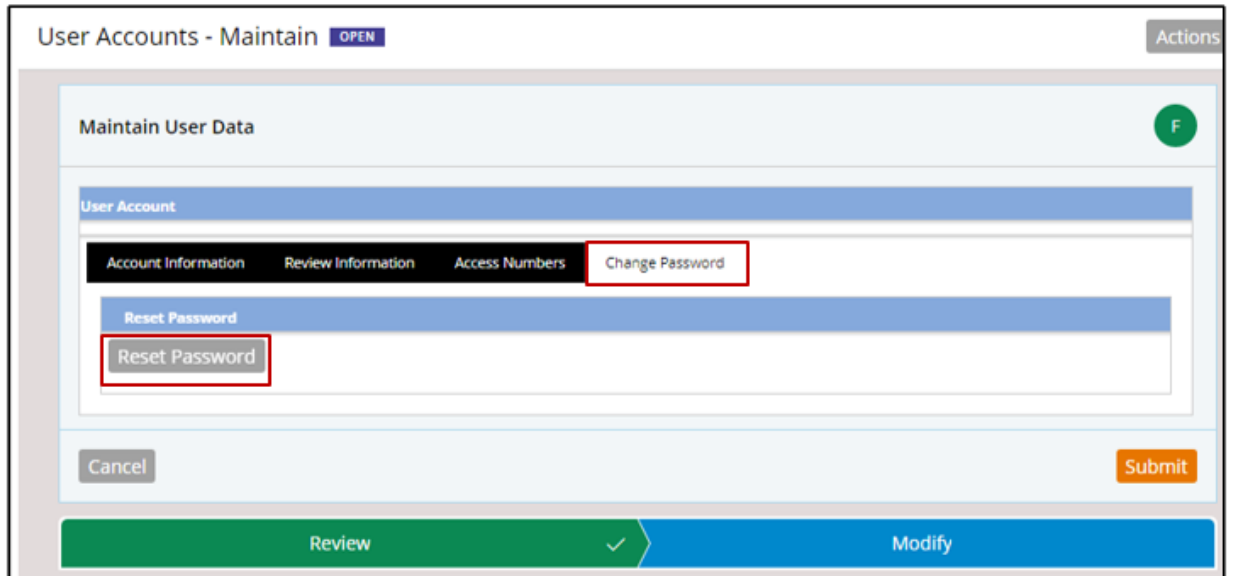 User Accounts - Maintain OPEN Actions
Maintain User Data F
User Account
Account Information Review Information Access Numbers Change Password
Reset Password
Reset Password
Cancel Submit
Review Modify